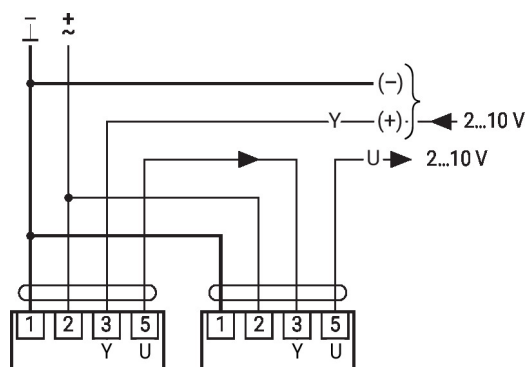 – +
⊥ ~
(–)
Y (+) 2...10 V
U 2...10 V
1 2 3 5 1 2 3 5
Y U Y U